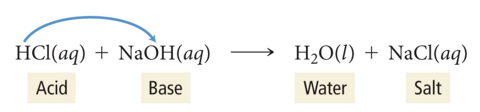 HCl(aq) + NaOH(aq) ⟶ H₂O(l) + NaCl(aq)
Acid Base Water Salt